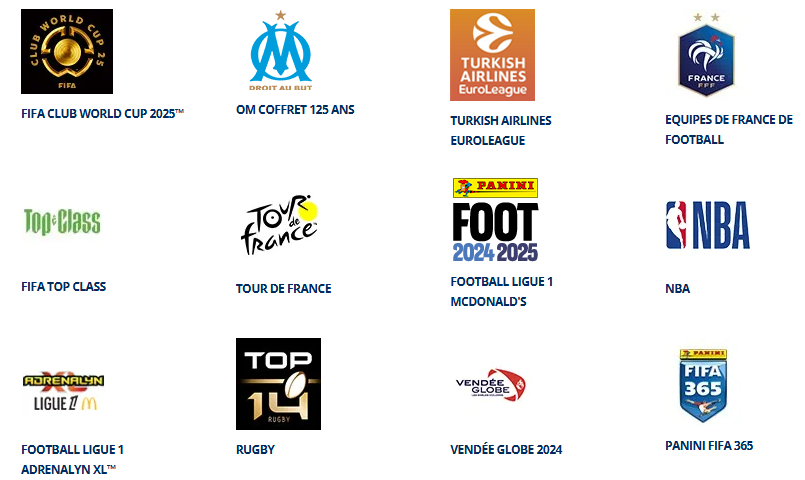 CLUB WORLD CUP 25
FIFA
FIFA CLUB WORLD CUP 2025™
DROIT AU BUT
OM COFFRET 125 ANS
TURKISH
AIRLINES
EuroLeague
TURKISH AIRLINES
EUROLEAGUE
FRANCE
FFF
EQUIPES DE FRANCE DE
FOOTBALL
Top Class
FIFA TOP CLASS
TOUR
de
france
TOUR DE FRANCE
PANINI
FOOT
2024 2025
FOOTBALL LIGUE 1
MCDONALD'S
NBA
NBA
ADRENALYN
XL
LIGUE 1
FOOTBALL LIGUE 1
ADRENALYN XL™
TOP
14
RUGBY
RUGBY
VENDÉE
GLOBE
VENDÉE GLOBE 2024
PANINI
FIFA
365
PANINI FIFA 365